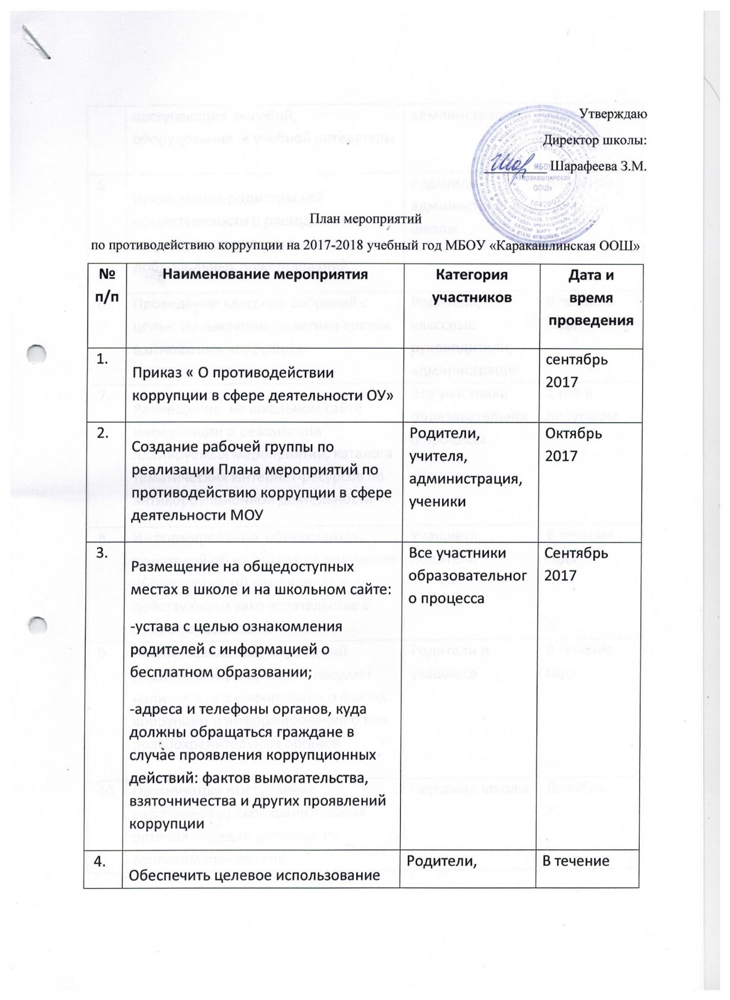 Утверждаю
Директор школы:
Шарафеева З.М.
МБОУ
«Каракашлинская
ООШ»
План мероприятий
по противодействию коррупции на 2017-2018 учебный год МБОУ «Каракашлинская ООШ»
№ п/п
Наименование мероприятия
Категория участников
Дата и время проведения
1.
Приказ « О противодействии
коррупции в сфере деятельности ОУ»
сентябрь
2017
2.
Создание рабочей группы по
реализации Плана мероприятий по
противодействию коррупции в сфере
деятельности МОУ
Родители,
учителя,
администрация,
ученики
Октябрь
2017
3.
Размещение на общедоступных
местах в школе и на школьном сайте:
-устава с целью ознакомления
родителей с информацией о
бесплатном образовании;
-адреса и телефоны органов, куда
должны обращаться граждане в
случае проявления коррупционных
действий: фактов вымогательства,
взяточничества и других проявлений
коррупции
Все участники
образовательног
о процесса
Сентябрь
2017
4.
Обеспечить целевое использование
Родители,
В течение